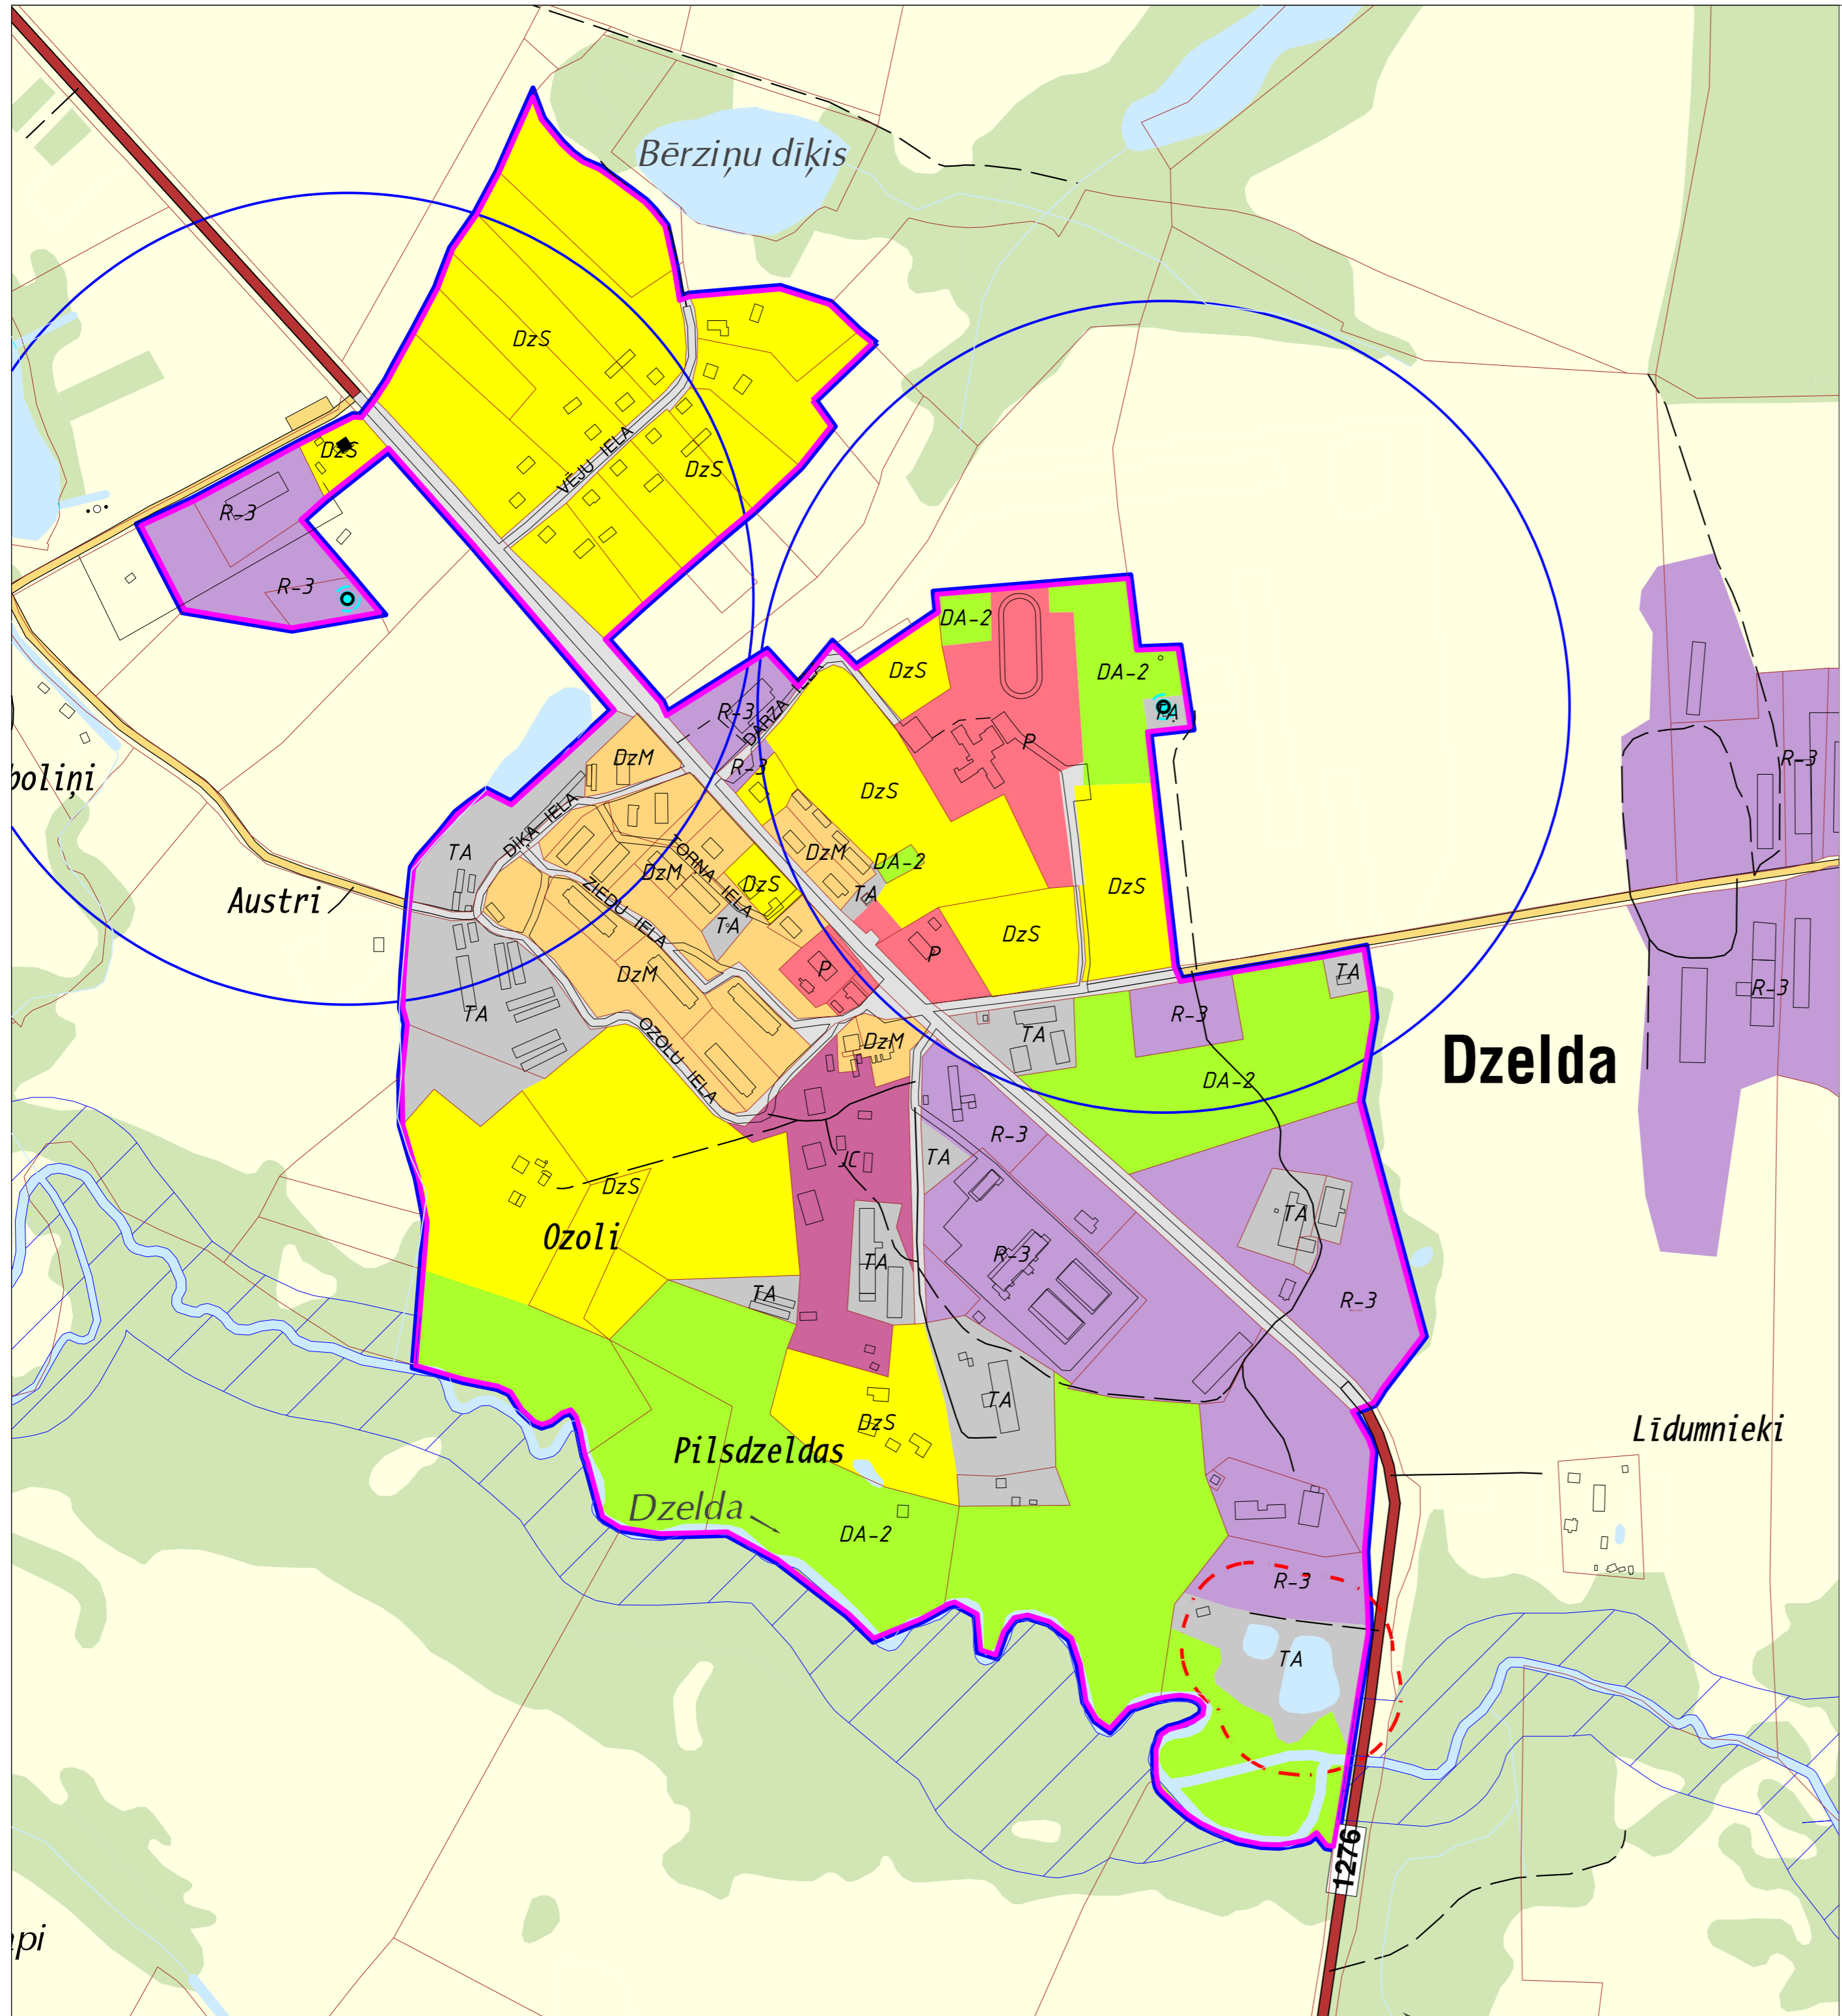 Bērziņu dīķis
DzS
VĒJU IELA
DzS
DzS
R-3
R-3
DA-2
DzS
DA-2
TA
R-3
DĀRZA IELA
R-3
P
DzM
DzS
R-3
boliņi
DĪĶA IELA
TORŅA IELA
TA
DzM
DzS
DzM
DA-2
TA
DzS
Austri
ZIEDU IELA
TA
P
P
DzS
DzM
TA
R-3
TA
R-3
OZOLU IELA
DzM
TA
DA-2
Dzelda
R-3
JC
TA
DzS
Ozoli
TA
TA
R-3
TA
R-3
TA
DzS
Pilsdzeldas
Līdumnieki
Dzelda
DA-2
R-3
TA
1276
pi